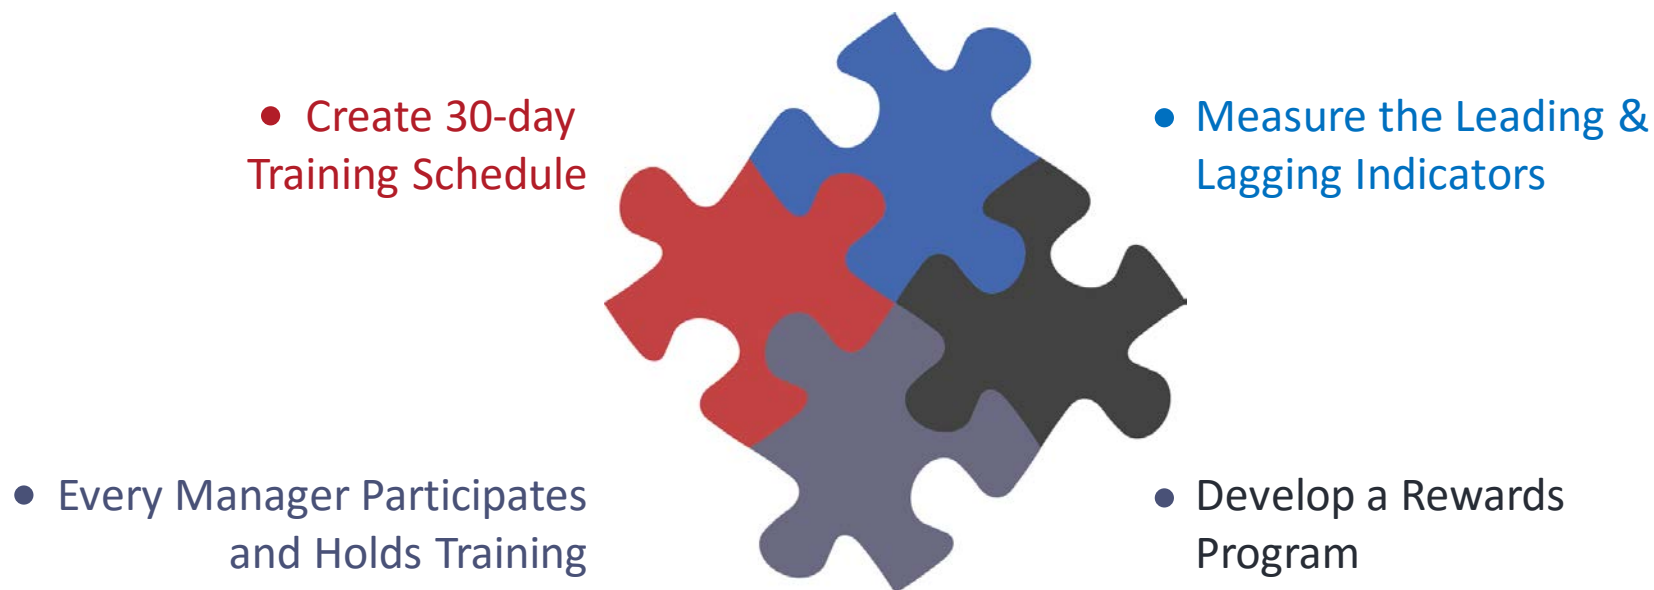 • Create 30-day
Training Schedule
• Measure the Leading &
Lagging Indicators
• Every Manager Participates
and Holds Training
• Develop a Rewards
Program